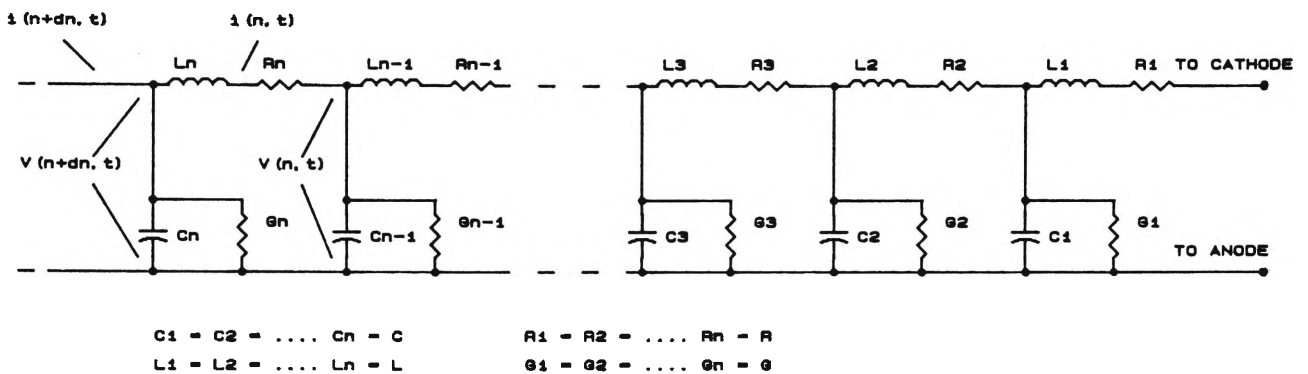 i (n+dn, t) i (n, t)
Ln Rn Ln-1 Rn-1 L3 R3 L2 R2 L1 R1 TO CATHODE
V (n+dn, t) V (n, t)
Cn Gn Cn-1 Gn-1 C3 G3 C2 G2 C1 G1
TO ANODE
C1 = C2 = .... Cn = C R1 = R2 = .... Rn = R
L1 = L2 = .... Ln = L G1 = G2 = .... Gn = G